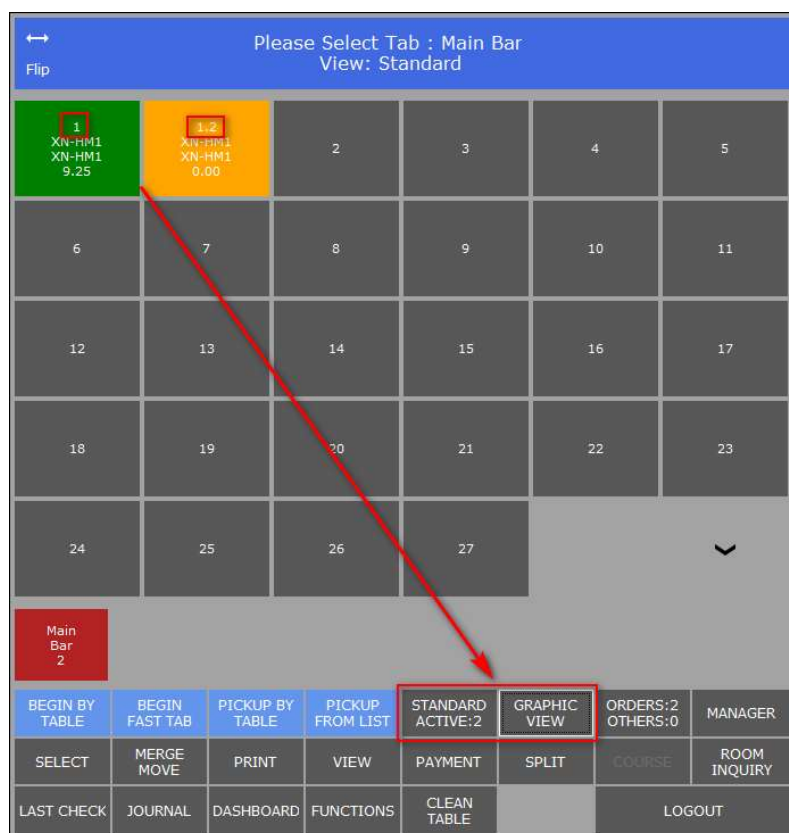 Please Select Tab : Main Bar
Flip
View: Standard
1
XN-HM1
XN-HM1
9.25
1.2
XN-HM1
XN-HM1
0.00
2
3
4
5
6
7
8
9
10
11
12
13
14
15
16
17
18
19
20
21
22
23
24
25
26
27
Main
Bar
2
BEGIN BY
TABLE
BEGIN
FAST TAB
PICKUP BY
TABLE
PICKUP
FROM LIST
STANDARD
ACTIVE:2
GRAPHIC
VIEW
ORDERS:2
OTHERS:0
MANAGER
SELECT
MERGE
MOVE
PRINT
VIEW
PAYMENT
SPLIT
COURSE
ROOM
INQUIRY
LAST CHECK
JOURNAL
DASHBOARD
FUNCTIONS
CLEAN
TABLE
LOGOUT